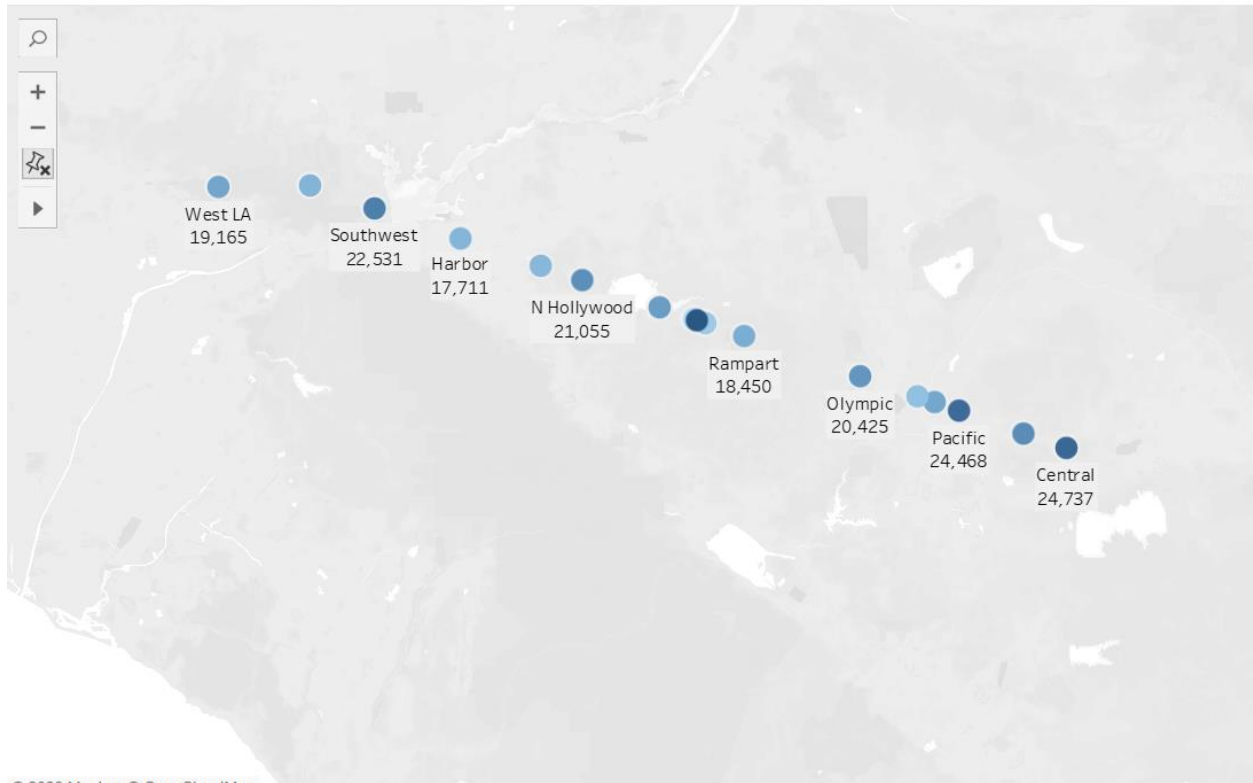 West LA
19,165
Southwest
22,531
Harbor
17,711
N Hollywood
21,055
Rampart
18,450
Olympic
20,425
Pacific
24,468
Central
24,737